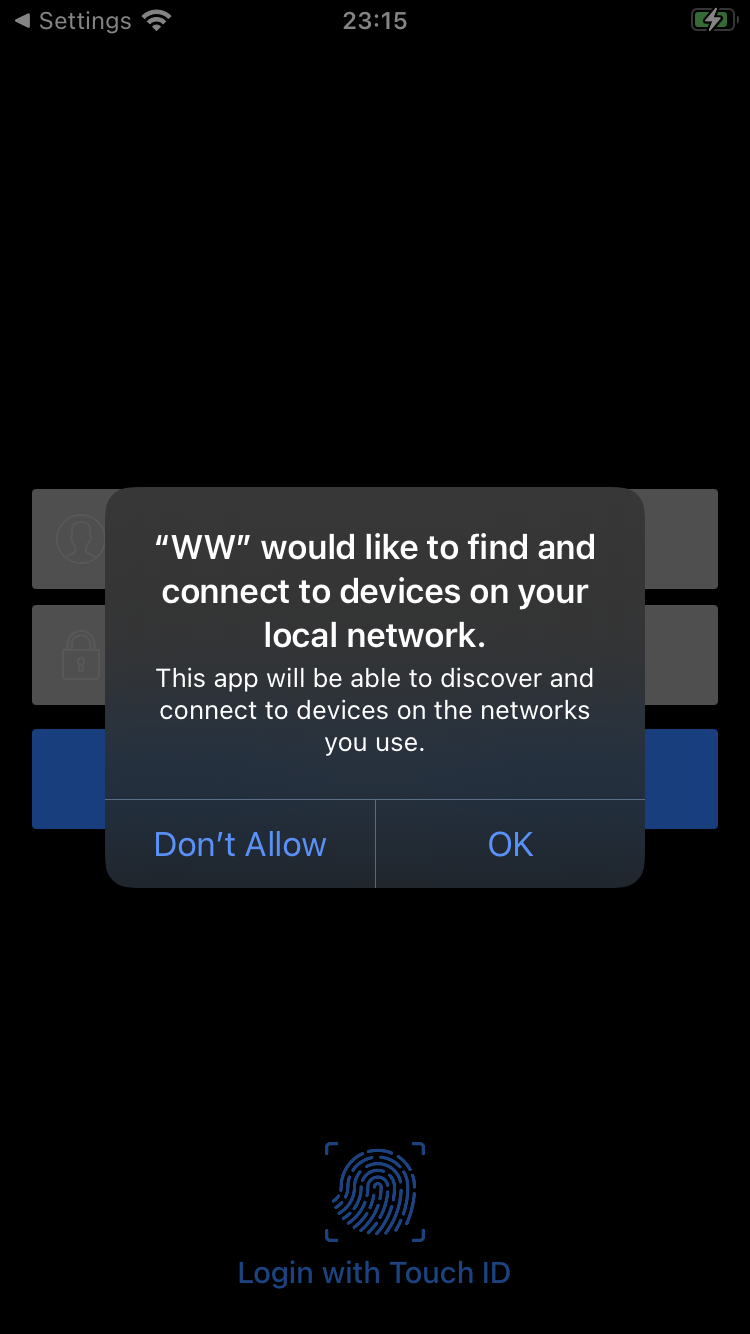 Settings
23:15
“WW” would like to find and
connect to devices on your
local network.
This app will be able to discover and
connect to devices on the networks
you use.
Don’t Allow
OK
Login with Touch ID